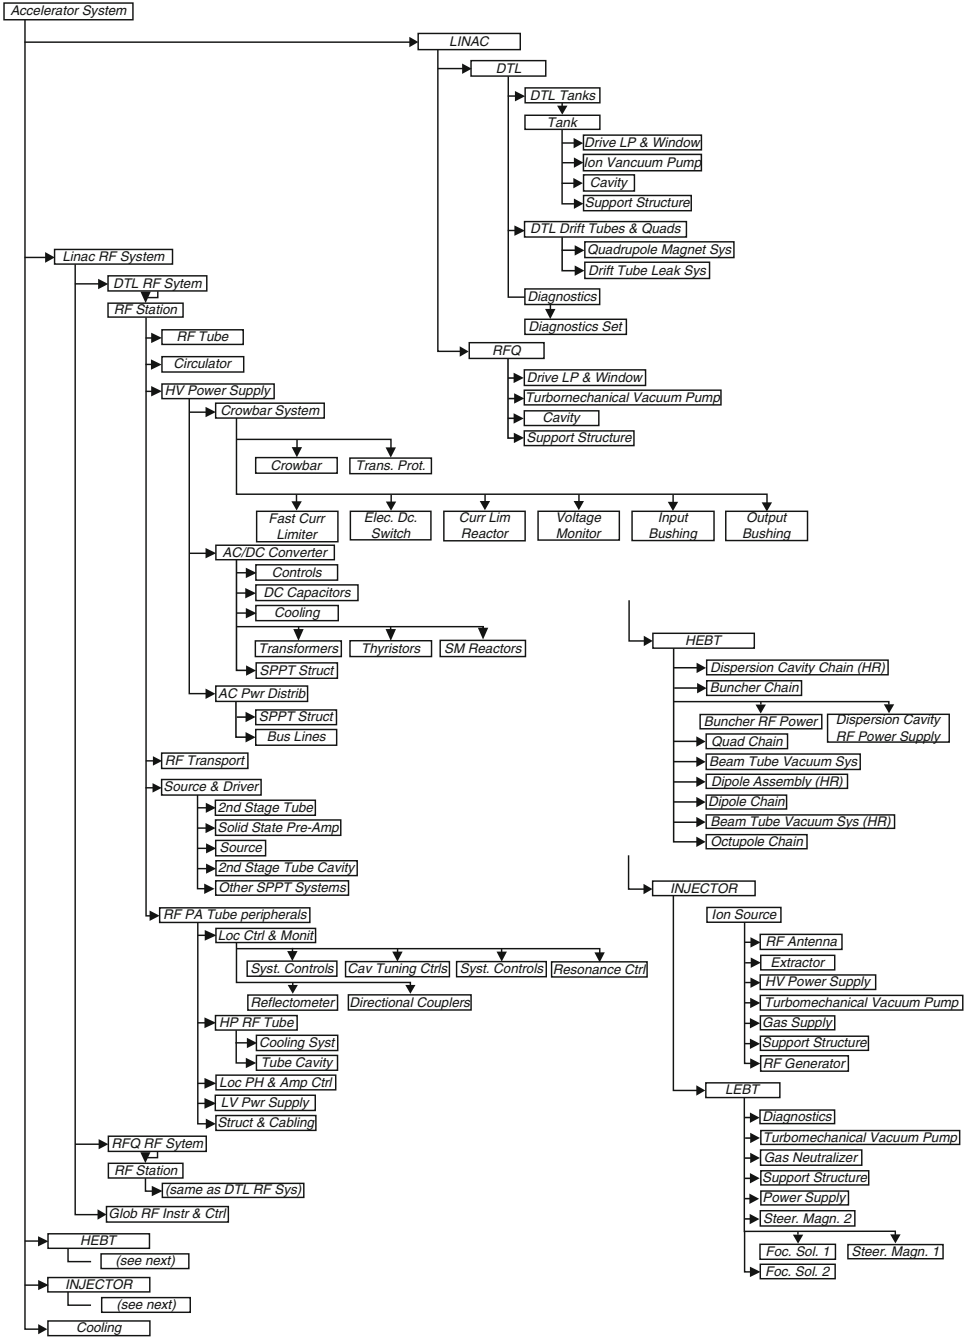 Accelerator System
LINAC
DTL
DTL Tanks
Tank
Drive LP & Window
Ion Vancuum Pump
Cavity
Support Structure
DTL Drift Tubes & Quads
Quadrupole Magnet Sys
Drift Tube Leak Sys
Diagnostics
Diagnostics Set
RFQ
Drive LP & Window
Turbornechanical Vacuum Pump
Cavity
Support Structure
Linac RF System
DTL RF Sytem
RF Station
RF Tube
Circulator
HV Power Supply
Crowbar System
Crowbar
Trans. Prot.
Fast Curr
Limiter
Elec. Dc.
Switch
Curr Lim
Reactor
Voltage
Monitor
Input
Bushing
Output
Bushing
AC/DC Converter
Controls
DC Capacitors
Cooling
Transformers
Thyristors
SM Reactors
SPPT Struct
AC Pwr Distrib
SPPT Struct
Bus Lines
RF Transport
Source & Driver
2nd Stage Tube
Solid State Pre-Amp
Source
2nd Stage Tube Cavity
Other SPPT Systems
RF PA Tube peripherals
Loc Ctrl & Monit
Syst. Controls
Cav Tuning Ctrls
Syst. Controls
Resonance Ctrl
Reflectometer
Directional Couplers
HP RF Tube
Cooling Syst
Tube Cavity
Loc PH & Amp Ctrl
LV Pwr Supply
Struct & Cabling
RFQ RF Sytem
RF Station
(same as DTL RF Sys)
Glob RF Instr & Ctrl
HEBT
(see next)
INJECTOR
(see next)
Cooling
HEBT
Dispersion Cavity Chain (HR)
Buncher Chain
Buncher RF Power
Dispersion Cavity
RF Power Supply
Quad Chain
Beam Tube Vacuum Sys
Dipole Assembly (HR)
Dipole Chain
Beam Tube Vacuum Sys (HR)
Octupole Chain
INJECTOR
Ion Source
RF Antenna
Extractor
HV Power Supply
Turbomechanical Vacuum Pump
Gas Supply
Support Structure
RF Generator
LEBT
Diagnostics
Turbomechanical Vacuum Pump
Gas Neutralizer
Support Structure
Power Supply
Steer. Magn. 2
Foc. Sol. 1
Steer. Magn. 1
Foc. Sol. 2